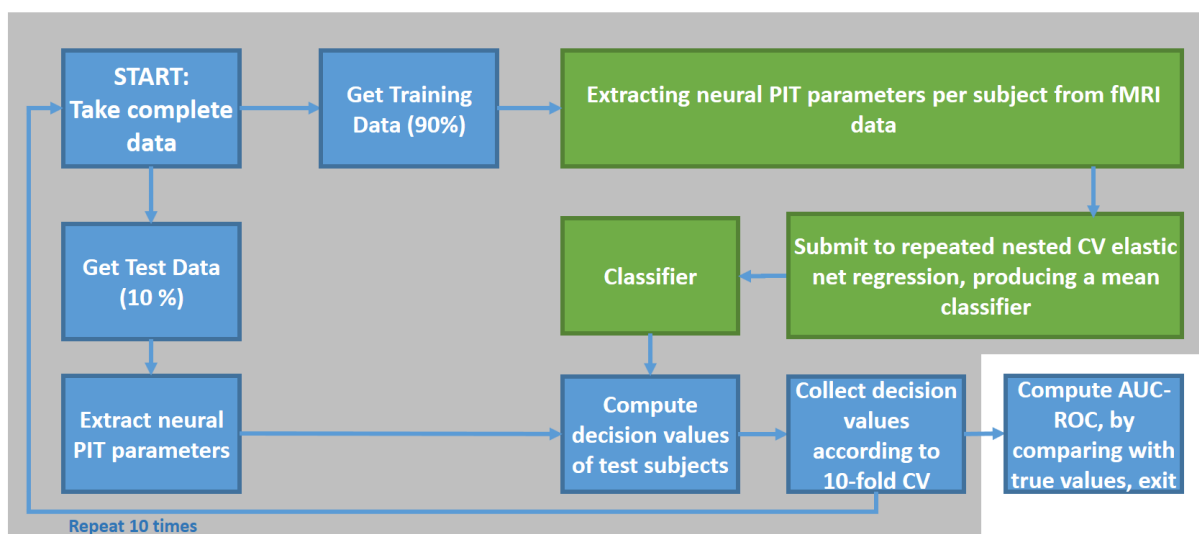 START:
Take complete
data
Get Training
Data (90%)
Extracting neural PIT parameters per subject from fMRI
data
Get Test Data
(10 %)
Classifier
Submit to repeated nested CV elastic
net regression, producing a mean
classifier
Extract neural
PIT parameters
Compute
decision values
of test subjects
Collect decision
values
according to
10-fold CV
Compute AUC-
ROC, by
comparing with
true values, exit
Repeat 10 times